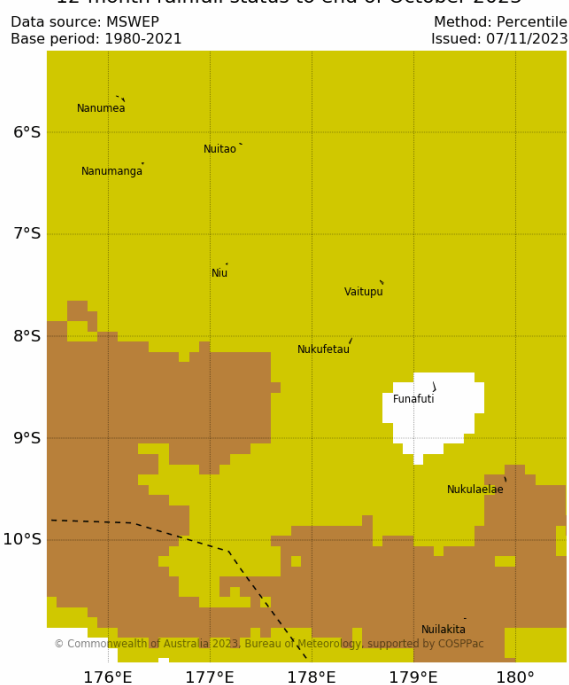 12-month rainfall status to end of October 2023
Data source: MSWEP
Method: Percentile
Base period: 1980-2021
Issued: 07/11/2023
Nanumea
6°S
Nuitao
Nanumanga
7°S
Niu
Vaitupu
8°S
Nukufetau
Funafuti
9°S
Nukulaelae
10°S
Nuilakita
© Commonwealth of Australia 2023, Bureau of Meteorology, supported by COSPPac
176°E 177°E 178°E 179°E 180°